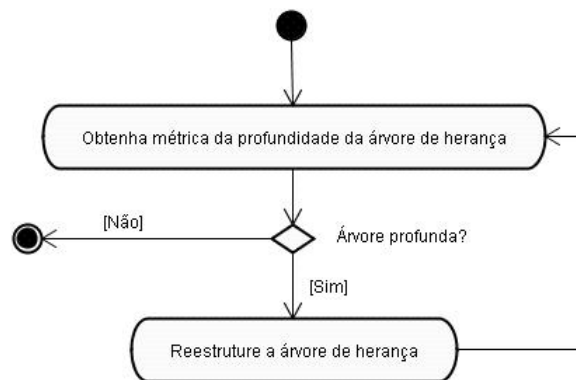 Obtenha métrica da profundidade da árvore de herança
[Não]
Árvore profunda?
[Sim]
Reestruture a árvore de herança